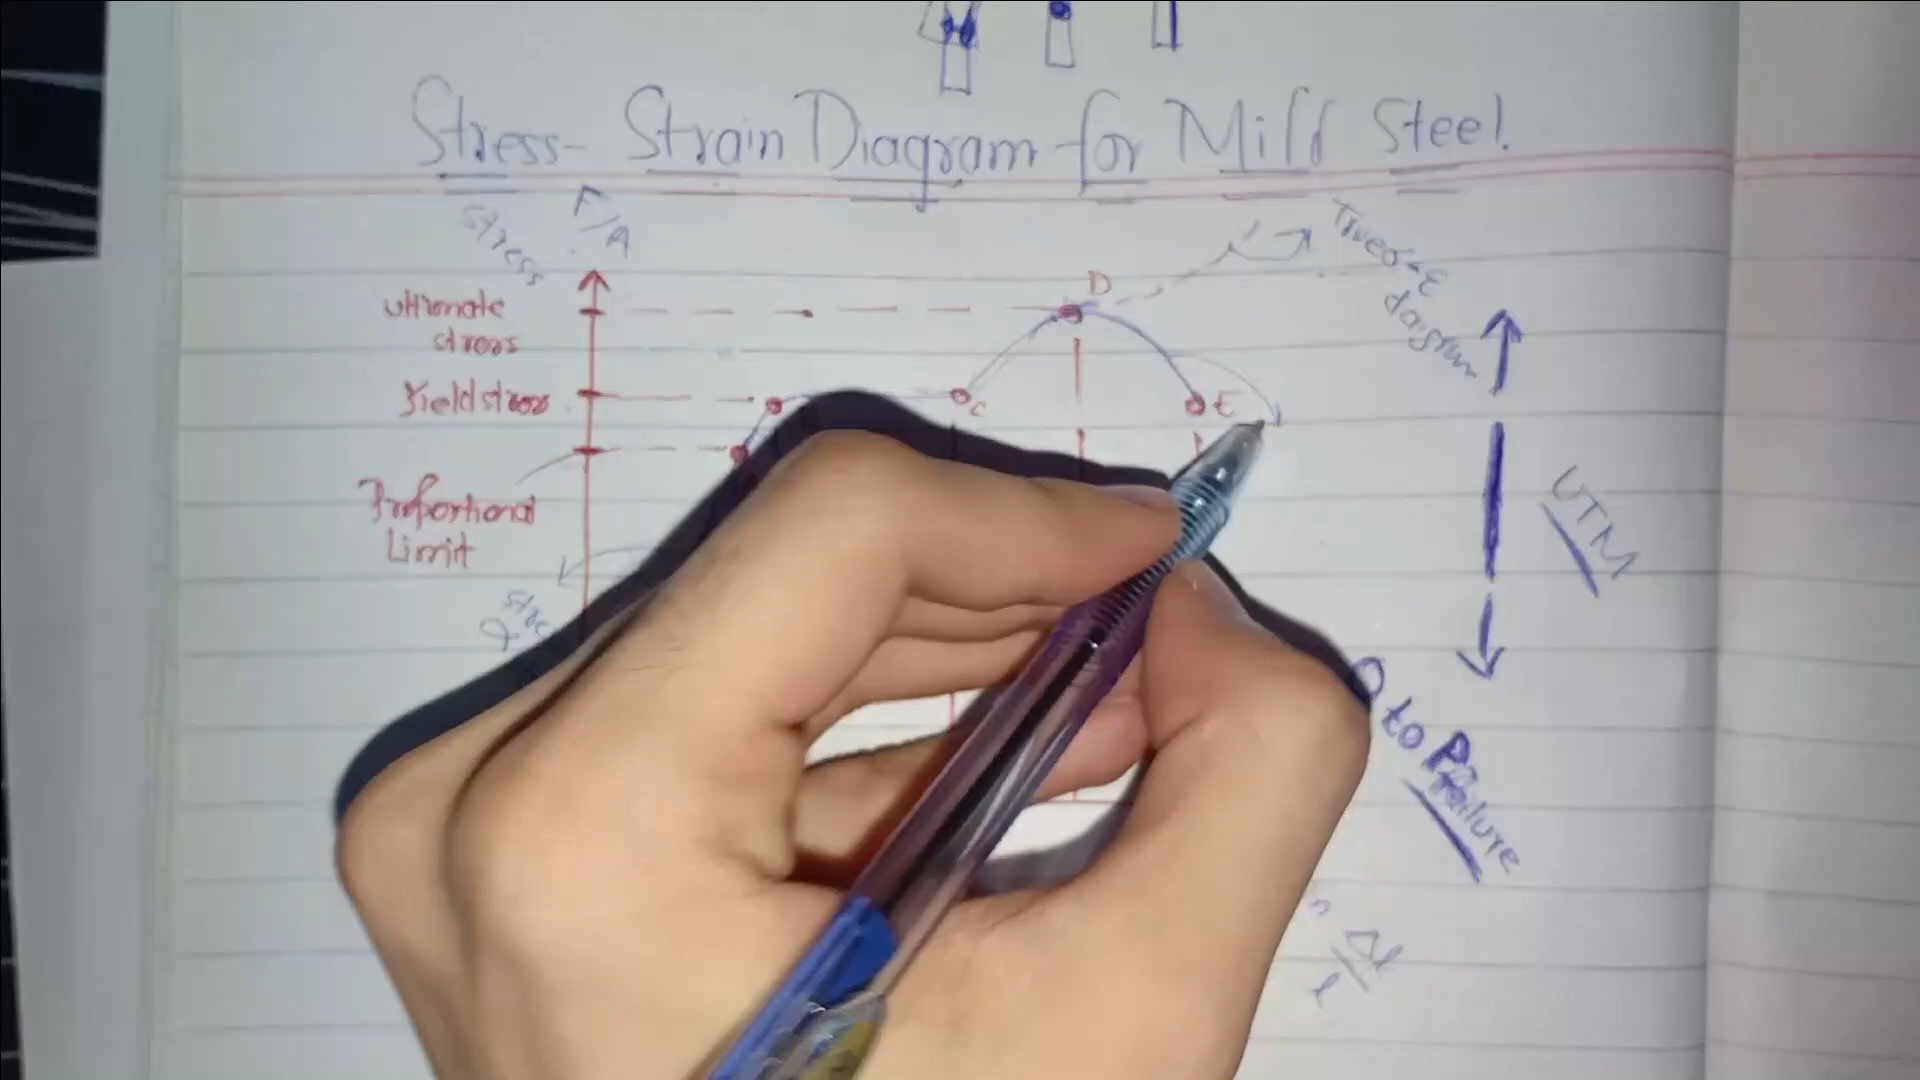 Stress-Strain Diagram for Mild Steel.
stress
F/A
True σ-ε
daigram
D
ultimate
stress
Yield stress
C
E
Proportional
Limit
UTM
0 to
failure
Δl
l